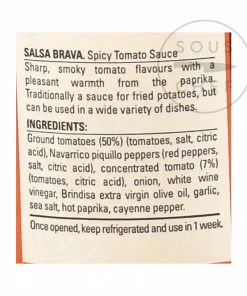 SOUS
SALSA BRAVA. Spicy Tomato Sauce
Sharp, smoky tomato flavours with a
pleasant warmth from the paprika.
Traditionally a sauce for fried potatoes, but
can be used in a wide variety of dishes.
INGREDIENTS:
Ground tomatoes (50%) (tomatoes, salt, citric
acid), Navarrico piquillo peppers (red peppers,
salt, citric acid), concentrated tomato (7%)
(tomatoes, citric acid), onion, white wine
vinegar, Brindisa extra virgin olive oil, garlic,
sea salt, hot paprika, cayenne pepper.
Once opened, keep refrigerated and use in 1 week.